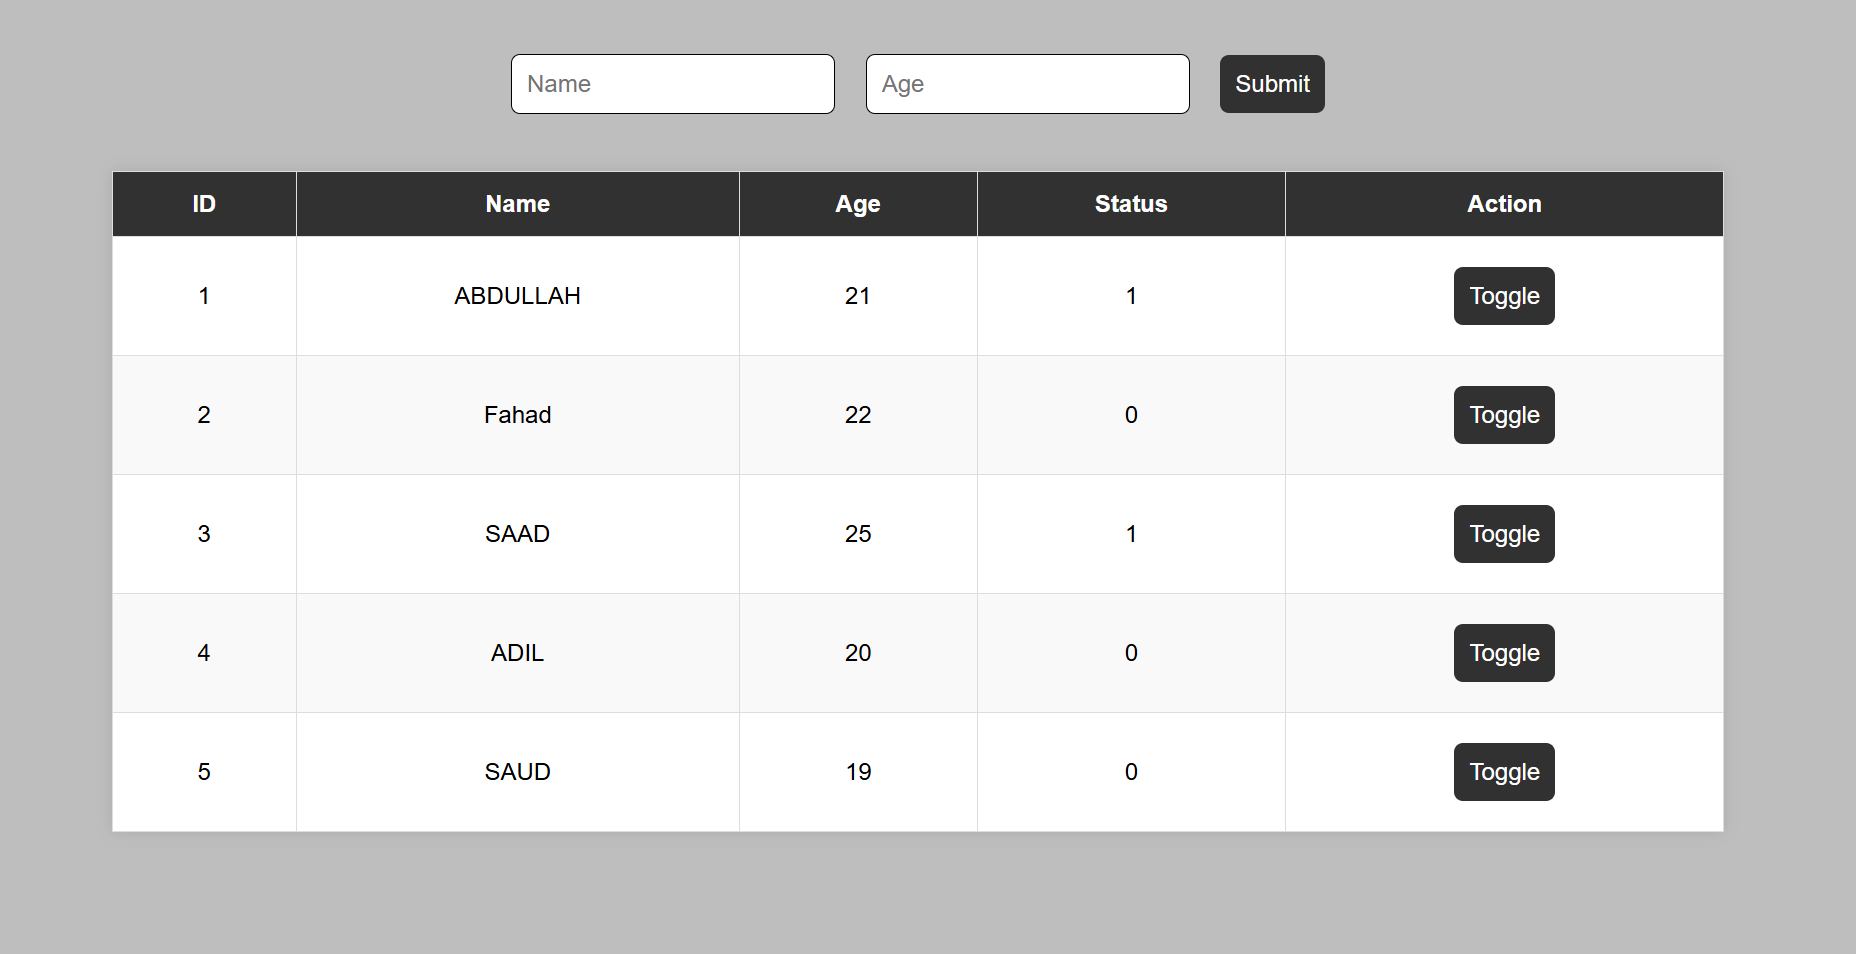 Name Age Submit
ID Name Age Status Action
1 ABDULLAH 21 1 Toggle
2 Fahad 22 0 Toggle
3 SAAD 25 1 Toggle
4 ADIL 20 0 Toggle
5 SAUD 19 0 Toggle